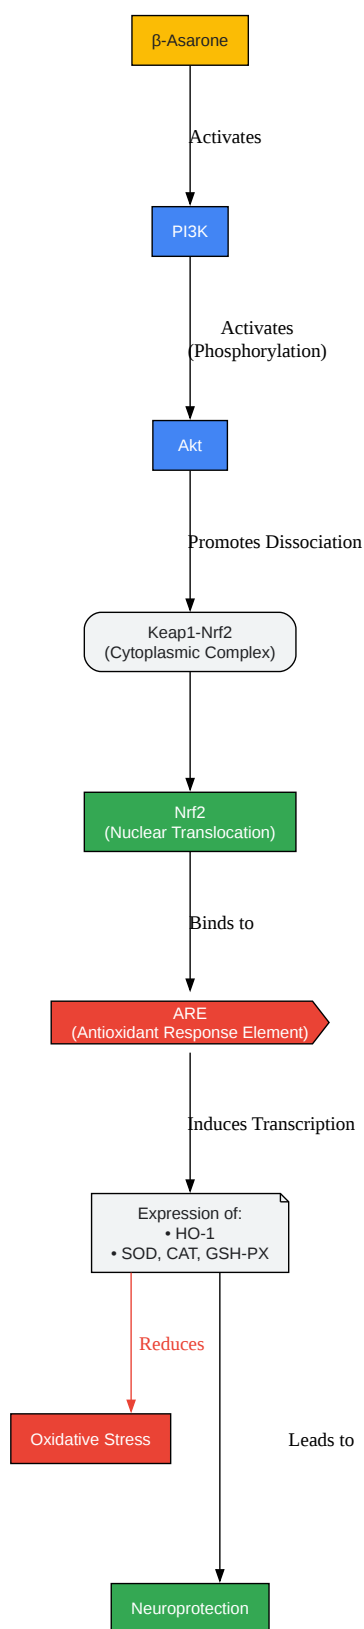 β-Asarone
Activates
PI3K
Activates
(Phosphorylation)
Akt
Promotes Dissociation
Keap1-Nrf2
(Cytoplasmic Complex)
Nrf2
(Nuclear Translocation)
Binds to
ARE
(Antioxidant Response Element)
Induces Transcription
Expression of:
• HO-1
• SOD, CAT, GSH-PX
Reduces
Oxidative Stress
Leads to
Neuroprotection